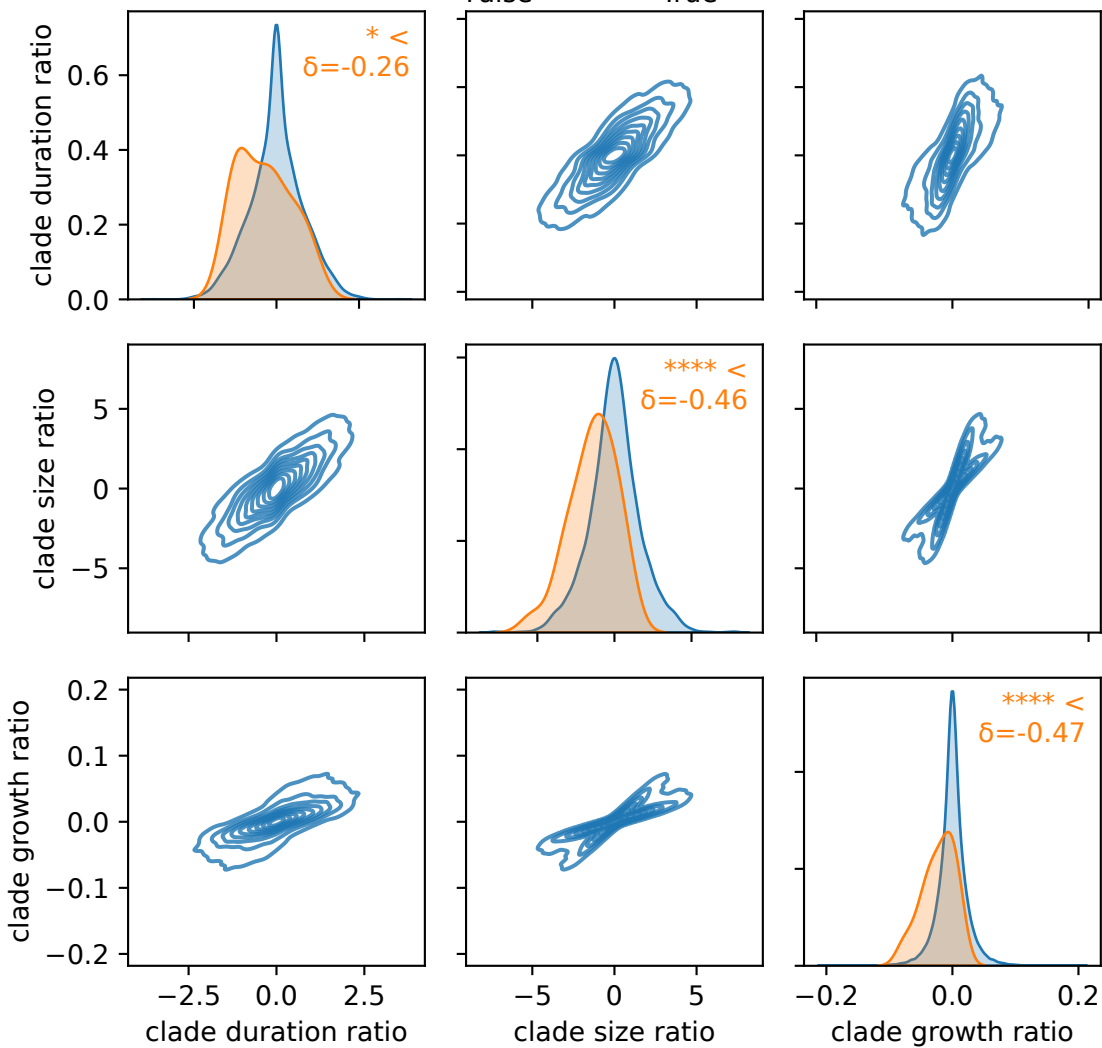 clade duration ratio
0.6
0.4
0.2
0.0
* <
δ=-0.26
clade size ratio
5
0
−5
**** <
δ=-0.46
clade growth ratio
0.2
0.1
0.0
−0.1
−0.2
**** <
δ=-0.47
−2.5 0.0 2.5
−5 0 5
−0.2 0.0 0.2
clade duration ratio
clade size ratio
clade growth ratio